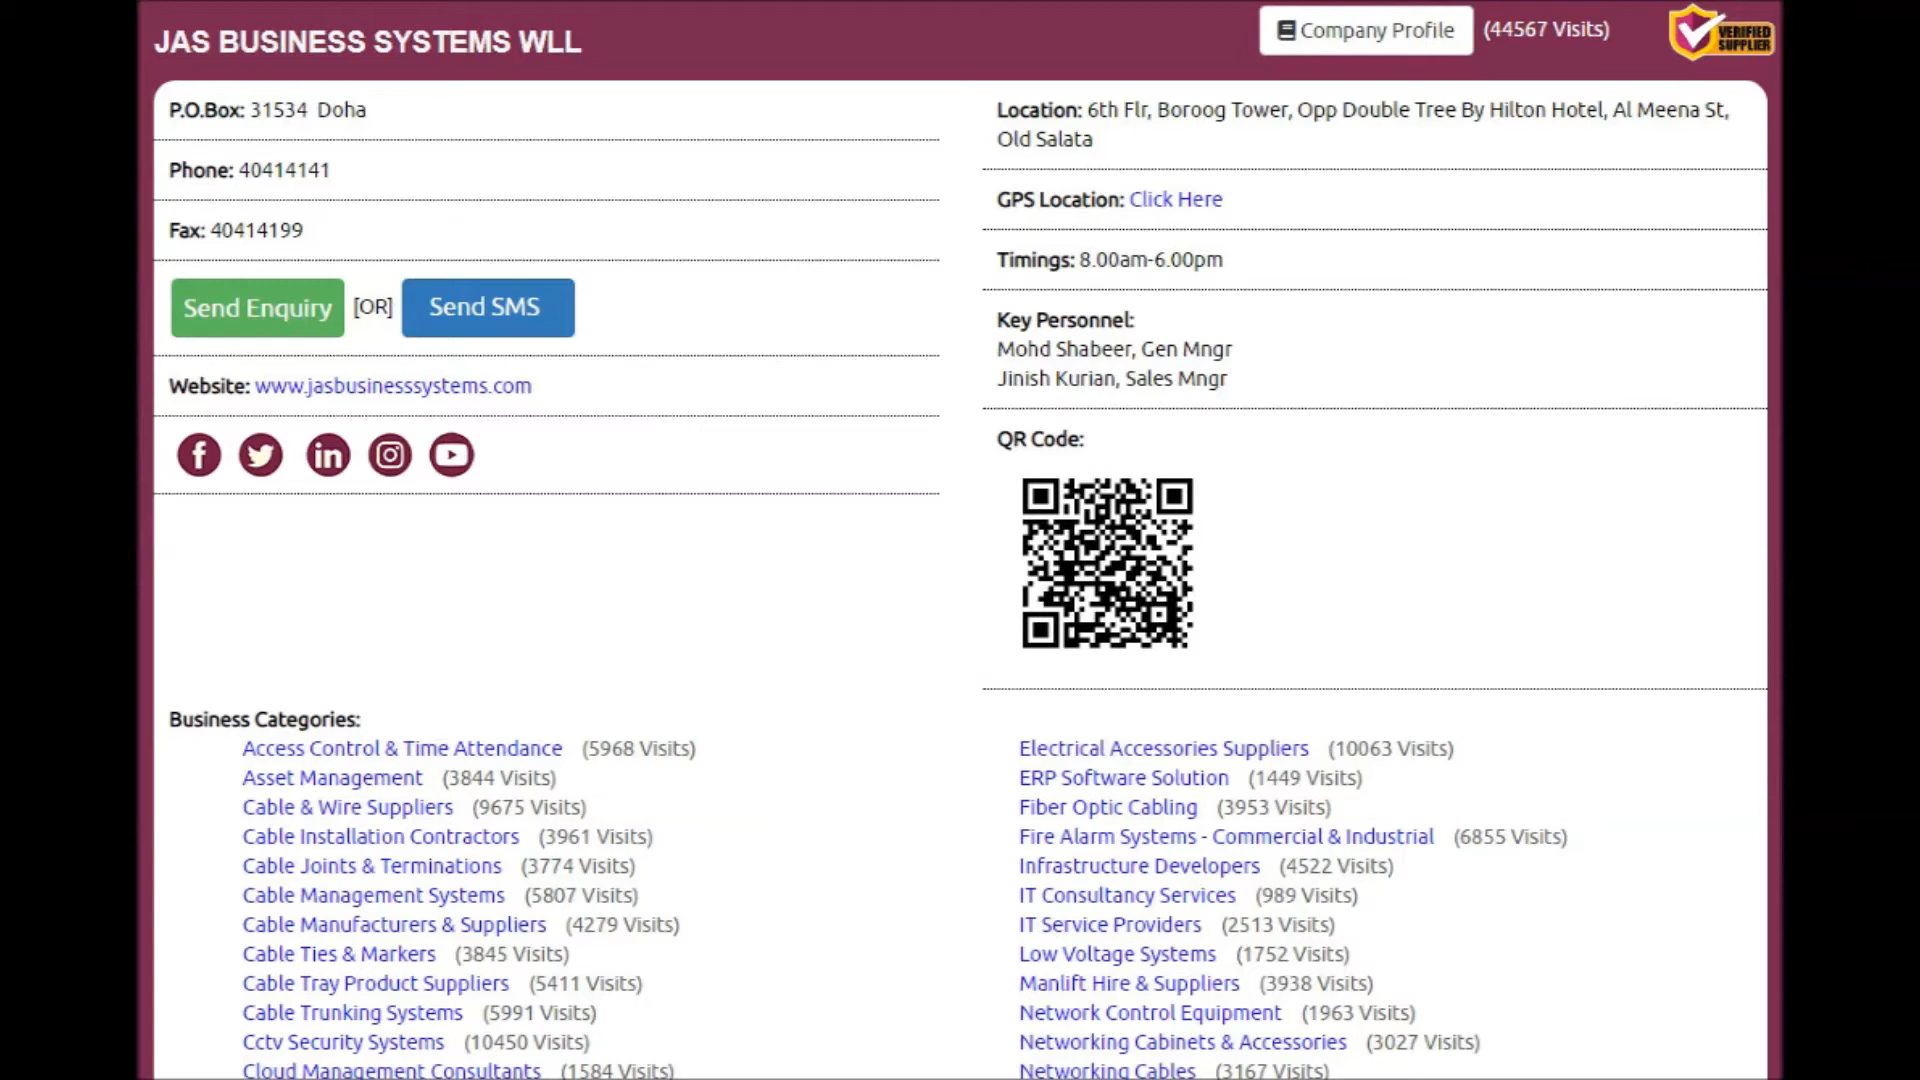 JAS BUSINESS SYSTEMS WLL
Company Profile (44567 Visits)
VERIFIED
SUPPLIER
P.O.Box: 31534 Doha
Phone: 40414141
Fax: 40414199
Send Enquiry [OR] Send SMS
Website: www.jasbusinesssystems.com
Location: 6th Flr, Boroog Tower, Opp Double Tree By Hilton Hotel, Al Meena St,
Old Salata
GPS Location: Click Here
Timings: 8.00am-6.00pm
Key Personnel:
Mohd Shabeer, Gen Mngr
Jinish Kurian, Sales Mngr
QR Code:
Business Categories:
Access Control & Time Attendance (5968 Visits)
Asset Management (3844 Visits)
Cable & Wire Suppliers (9675 Visits)
Cable Installation Contractors (3961 Visits)
Cable Joints & Terminations (3774 Visits)
Cable Management Systems (5807 Visits)
Cable Manufacturers & Suppliers (4279 Visits)
Cable Ties & Markers (3845 Visits)
Cable Tray Product Suppliers (5411 Visits)
Cable Trunking Systems (5991 Visits)
Cctv Security Systems (10450 Visits)
Cloud Management Consultants (1584 Visits)
Electrical Accessories Suppliers (10063 Visits)
ERP Software Solution (1449 Visits)
Fiber Optic Cabling (3953 Visits)
Fire Alarm Systems - Commercial & Industrial (6855 Visits)
Infrastructure Developers (4522 Visits)
IT Consultancy Services (989 Visits)
IT Service Providers (2513 Visits)
Low Voltage Systems (1752 Visits)
Manlift Hire & Suppliers (3938 Visits)
Network Control Equipment (1963 Visits)
Networking Cabinets & Accessories (3027 Visits)
Networking Cables (3167 Visits)